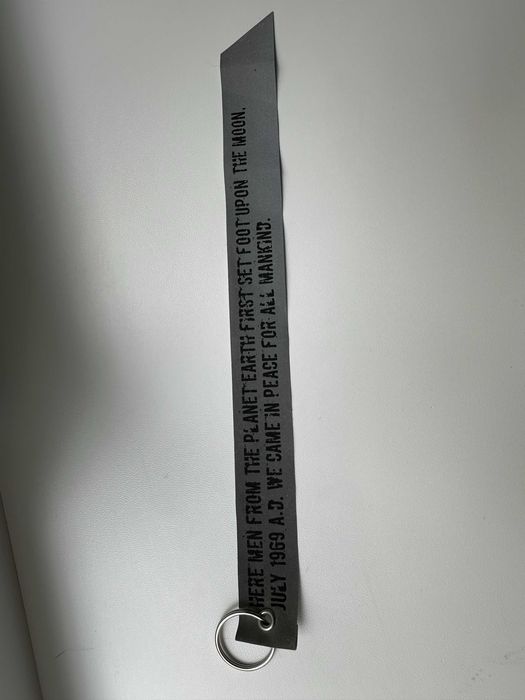 HERE MEN FROM THE PLANET EARTH FIRST SET FOOT UPON THE MOON.
JULY 1969 A.D. WE CAME IN PEACE FOR ALL MANKIND.